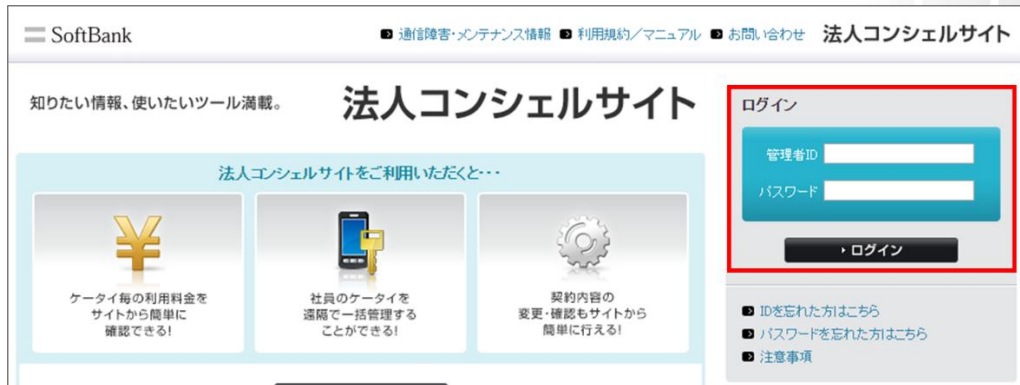 SoftBank
通信障害・メンテナンス情報 利用規約／マニュアル お問い合わせ 法人コンシェルサイト
知りたい情報、使いたいツール満載。
法人コンシェルサイト
法人コンシェルサイトをご利用いただくと・・・
ケータイ毎の利用料金を
サイトから簡単に
確認できる!
社員のケータイを
遠隔で一括管理する
ことができる!
契約内容の
変更・確認もサイトから
簡単に行える!
ログイン
管理者ID
パスワード
ログイン
IDを忘れた方はこちら
パスワードを忘れた方はこちら
注意事項